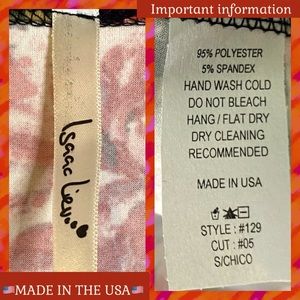 Important information
Isaac Liev
95% POLYESTER
5% SPANDEX
HAND WASH COLD
DO NOT BLEACH
HANG / FLAT DRY
DRY CLEANING
RECOMMENDED
MADE IN USA
STYLE : #129
CUT : #05
S/CHICO
MADE IN THE USA